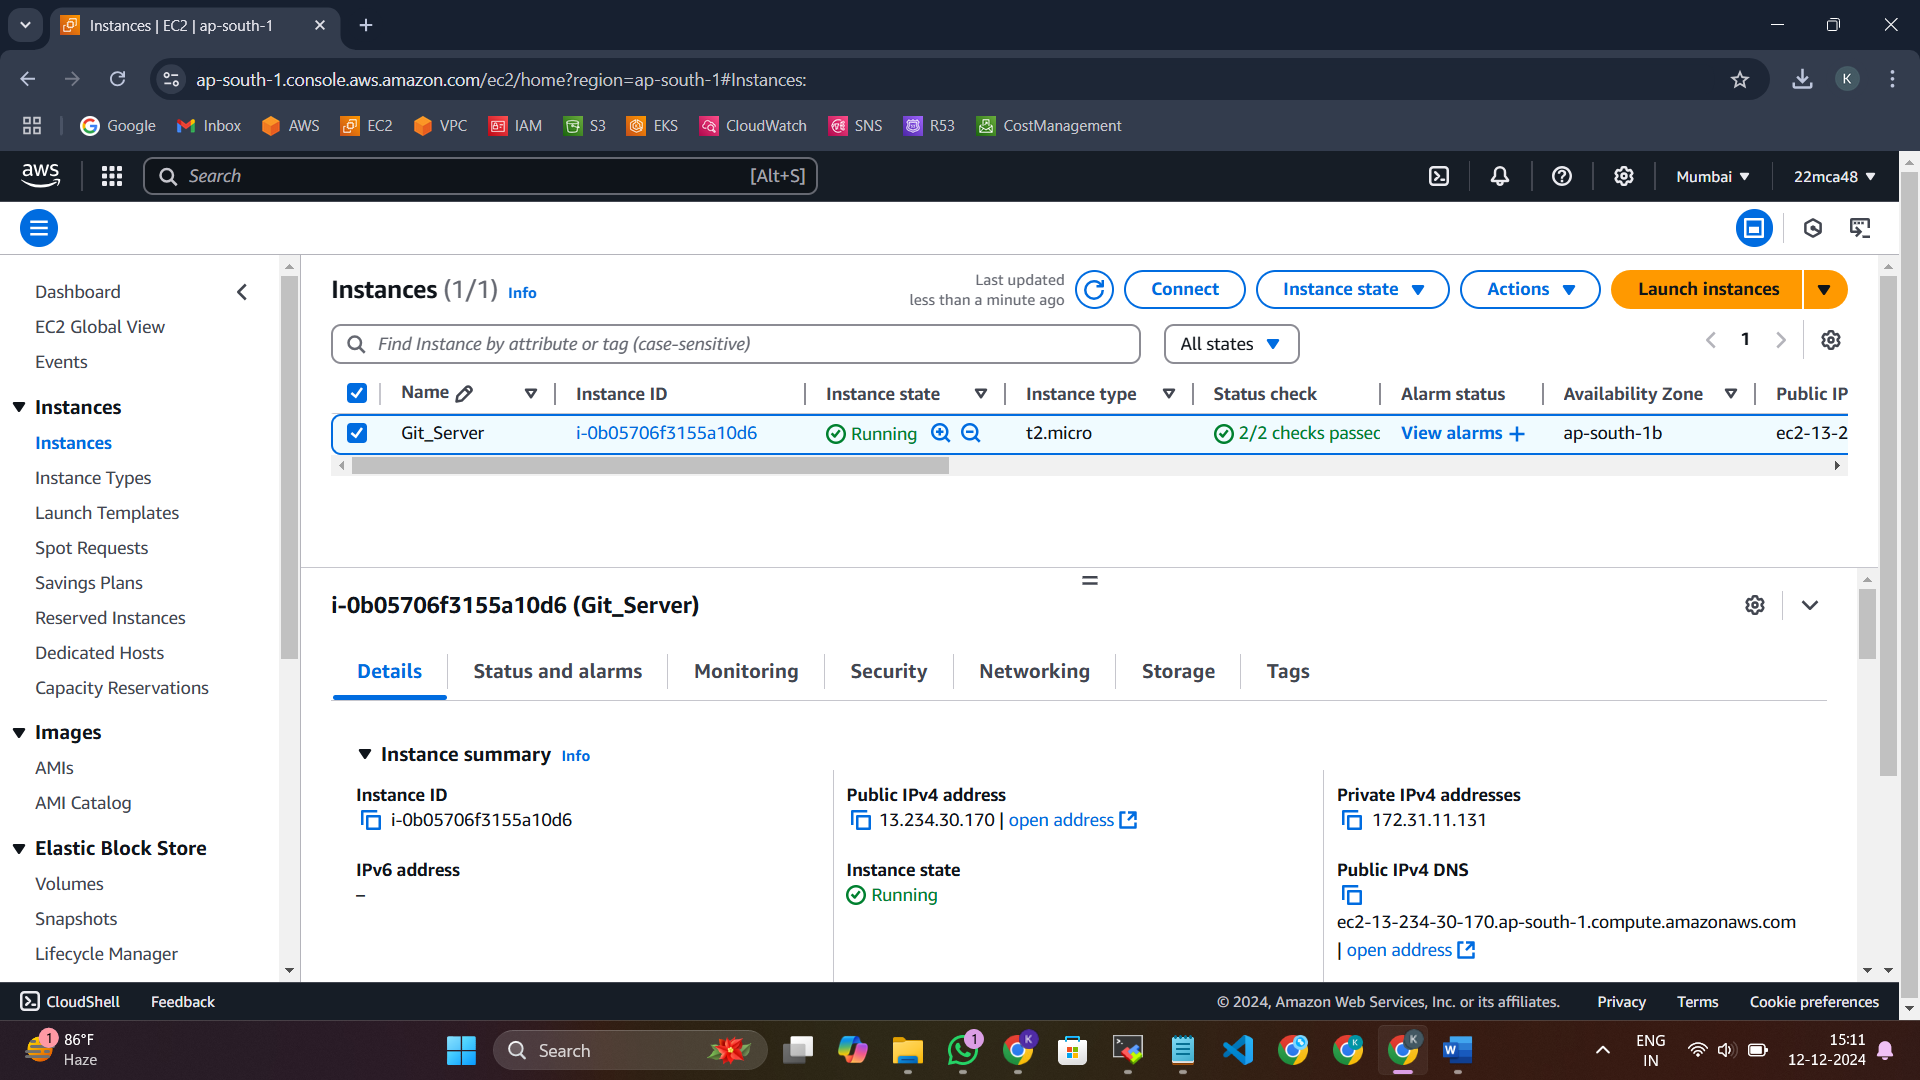 Instances | EC2 | ap-south-1
ap-south-1.console.aws.amazon.com/ec2/home?region=ap-south-1#Instances:
K
Google Inbox AWS EC2 VPC IAM S3 EKS CloudWatch SNS R53 CostManagement
aws Search [Alt+S] Mumbai 22mca48
Dashboard
EC2 Global View
Events
Instances
Instances
Instance Types
Launch Templates
Spot Requests
Savings Plans
Reserved Instances
Dedicated Hosts
Capacity Reservations
Images
AMIs
AMI Catalog
Elastic Block Store
Volumes
Snapshots
Lifecycle Manager
Instances (1/1) Info
Last updated
less than a minute ago
Connect Instance state Actions Launch instances
Find Instance by attribute or tag (case-sensitive) All states 1
Name Instance ID Instance state Instance type Status check Alarm status Availability Zone Public IP
Git_Server i-0b05706f3155a10d6 Running t2.micro 2/2 checks passed View alarms + ap-south-1b ec2-13-2
i-0b05706f3155a10d6 (Git_Server)
Details Status and alarms Monitoring Security Networking Storage Tags
Instance summary Info
Instance ID
i-0b05706f3155a10d6
Public IPv4 address
13.234.30.170 | open address
Private IPv4 addresses
172.31.11.131
IPv6 address
–
Instance state
Running
Public IPv4 DNS
ec2-13-234-30-170.ap-south-1.compute.amazonaws.com
| open address
CloudShell Feedback © 2024, Amazon Web Services, Inc. or its affiliates. Privacy Terms Cookie preferences
1
86°F
Haze
Search
1
K
K
K
W
ENG
IN
15:11
12-12-2024